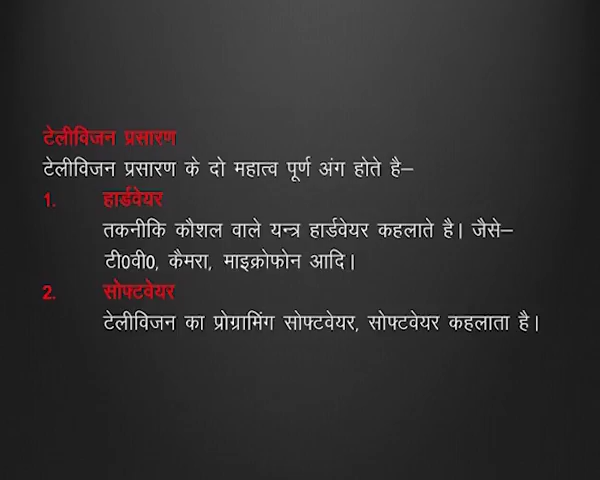 टेलीविजन प्रसारण
टेलीविजन प्रसारण के दो महात्व पूर्ण अंग होते है–
1. हार्डवेयर
तकनीकि कौशल वाले यन्त्र हार्डवेयर कहलाते है। जैसे–
टी0वी0, कैमरा, माइक्रोफोन आदि।
2. सोफ्टवेयर
टेलीविजन का प्रोग्रामिंग सोफ्टवेयर, सोफ्टवेयर कहलाता है।